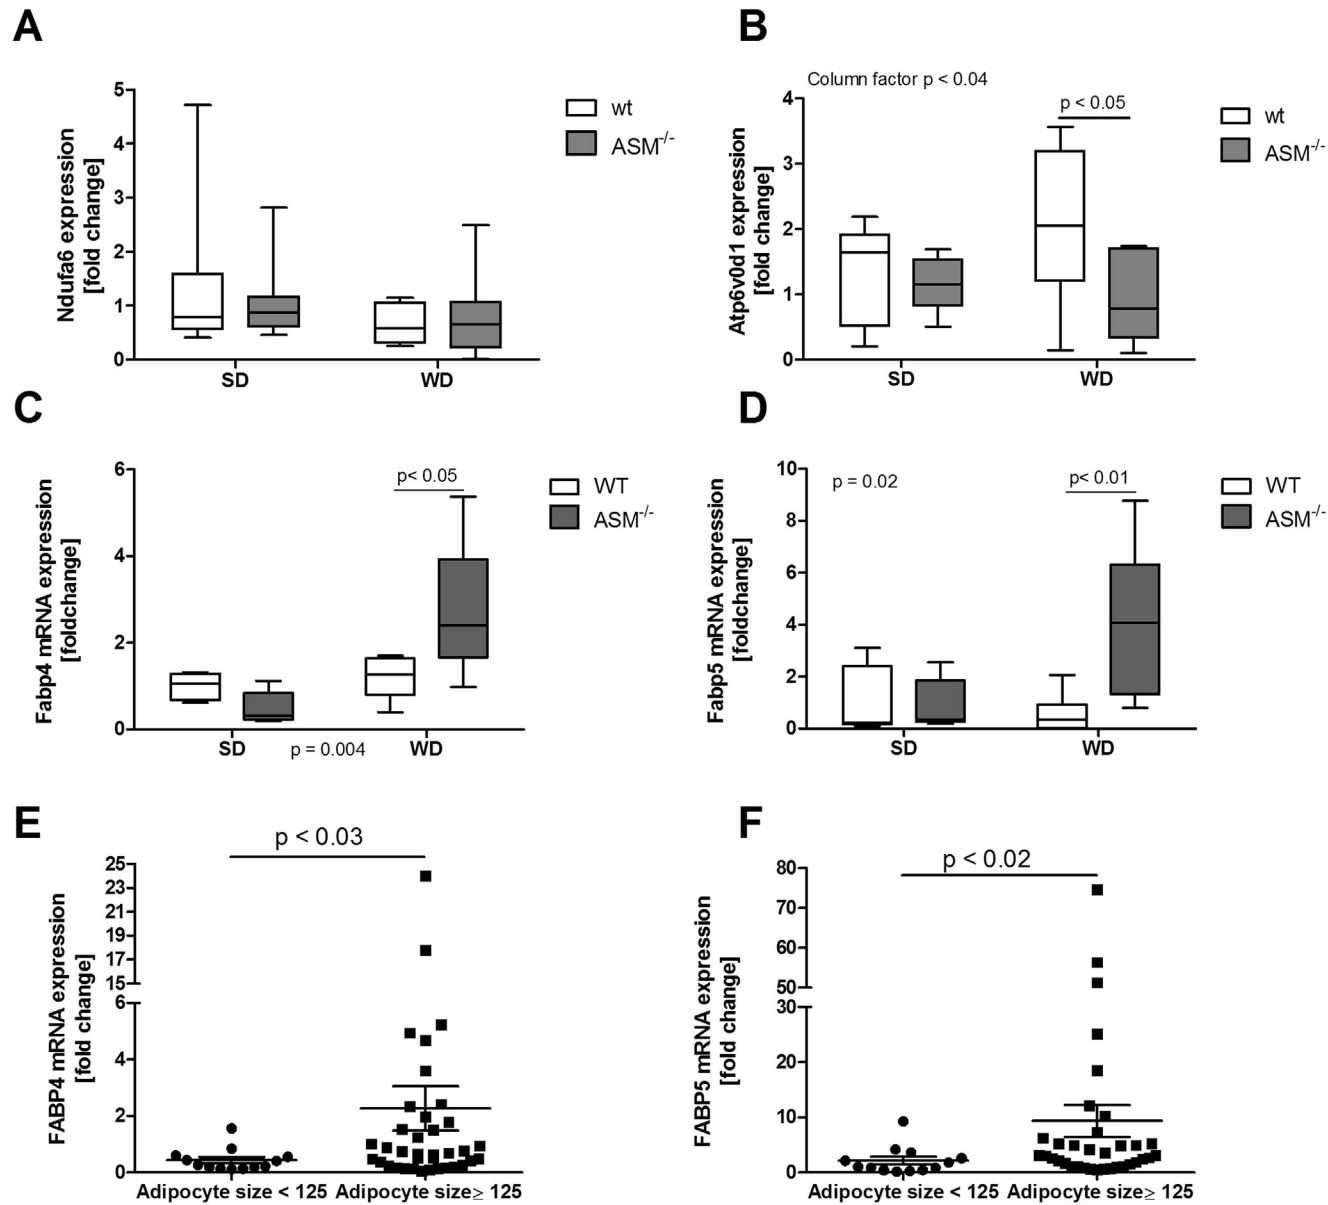 A
Ndufa6 expression
[fold change]
5
4
3
2
1
0
SD
WD
wt
ASM-/-
B
Column factor p < 0.04
p < 0.05
Atp6v0d1 expression
[fold change]
4
3
2
1
0
SD
WD
wt
ASM-/-
C
Fabp4 mRNA expression
[foldchange]
6
4
2
0
p< 0.05
SD
p = 0.004
WD
WT
ASM-/-
D
Fabp5 mRNA expression
[foldchange]
10
8
6
4
2
0
p = 0.02
p< 0.01
SD
WD
WT
ASM-/-
E
p < 0.03
FABP4 mRNA expression
[fold change]
25
23
21
19
17
15
6
4
2
0
Adipocyte size < 125
Adipocyte size≥ 125
F
p < 0.02
FABP5 mRNA expression
[fold change]
80
70
60
50
30
20
10
0
Adipocyte size < 125
Adipocyte size≥ 125